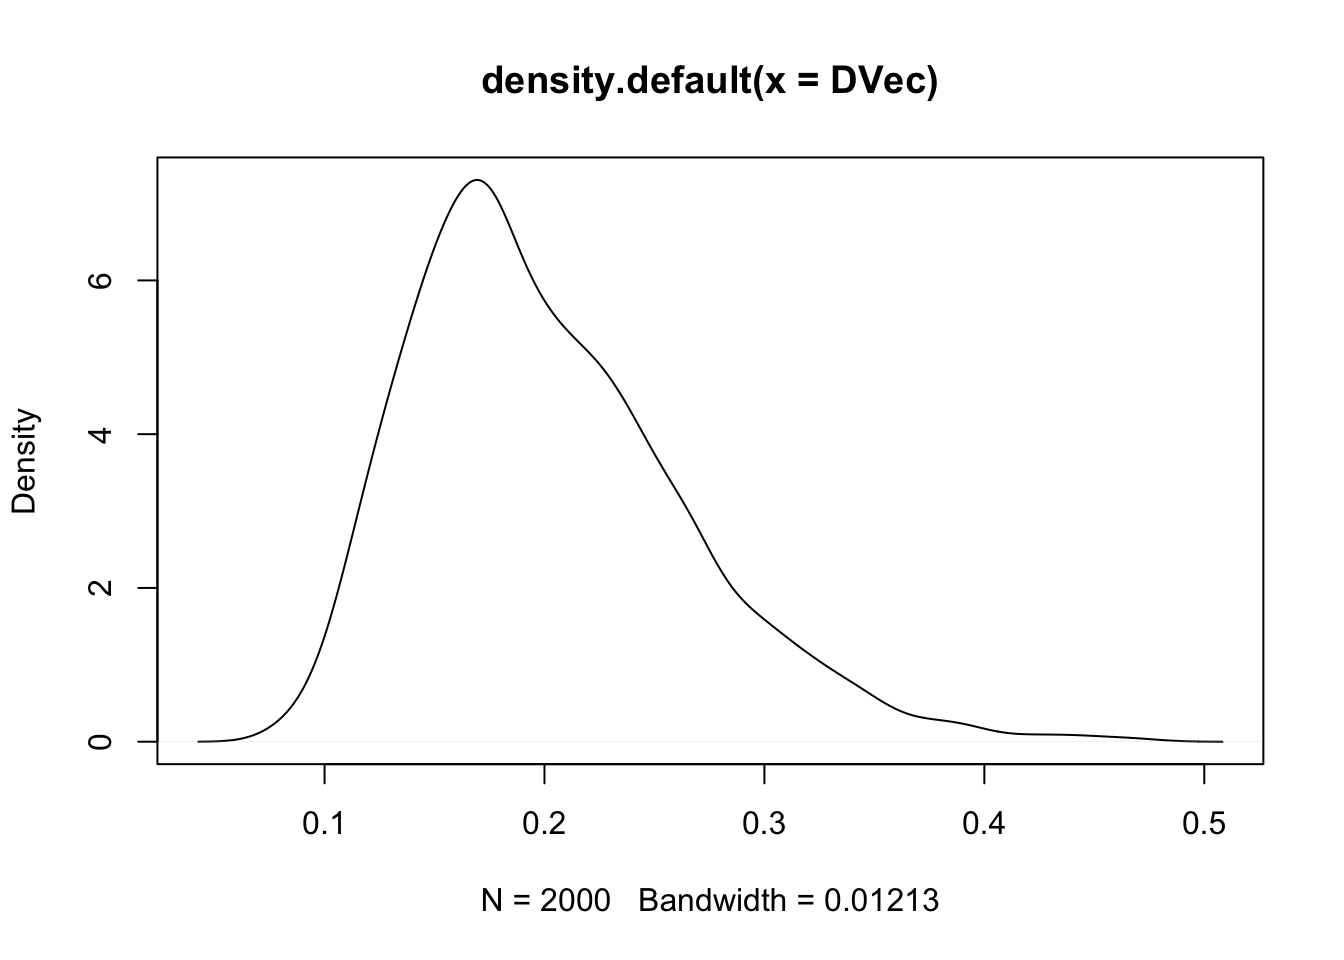 density.default(x = DVec)
Density
6
4
2
0
0.1 0.2 0.3 0.4 0.5
N = 2000 Bandwidth = 0.01213